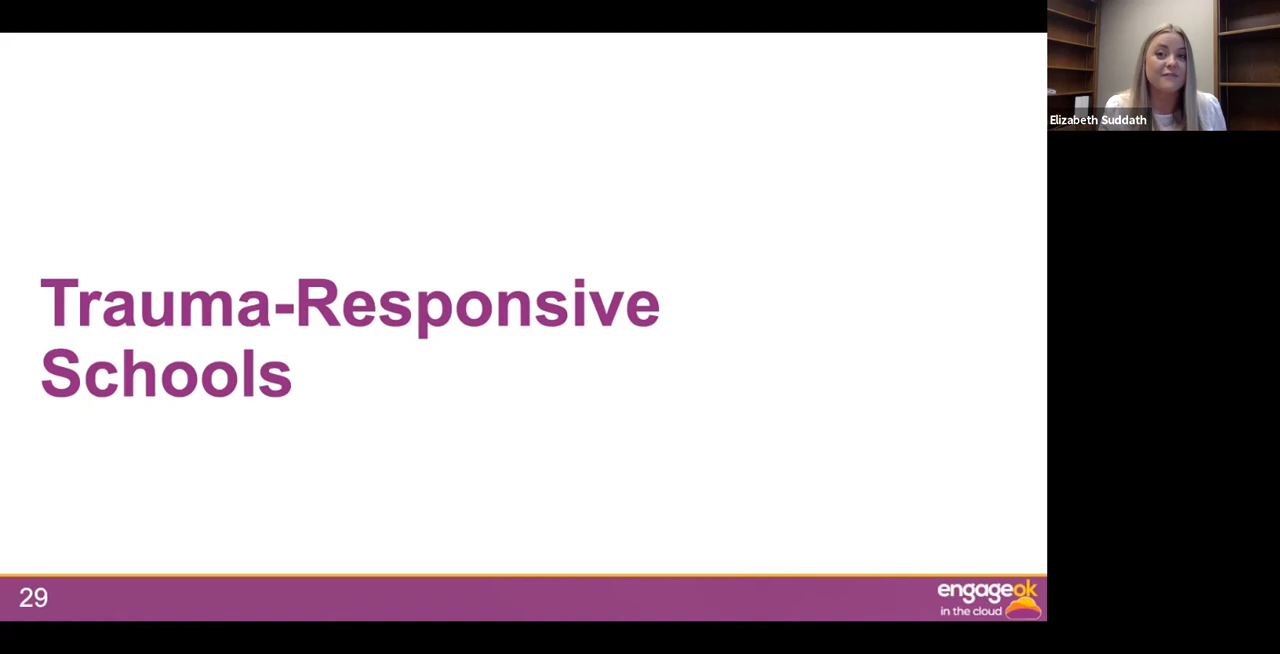 Elizabeth Suddath
Trauma-Responsive
Schools
29
engageok
in the cloud